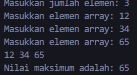 Masukkan jumlah elemen: 3
Masukkan elemen array: 12
Masukkan elemen array: 34
Masukkan elemen array: 65
12 34 65
Nilai maksimum adalah: 65